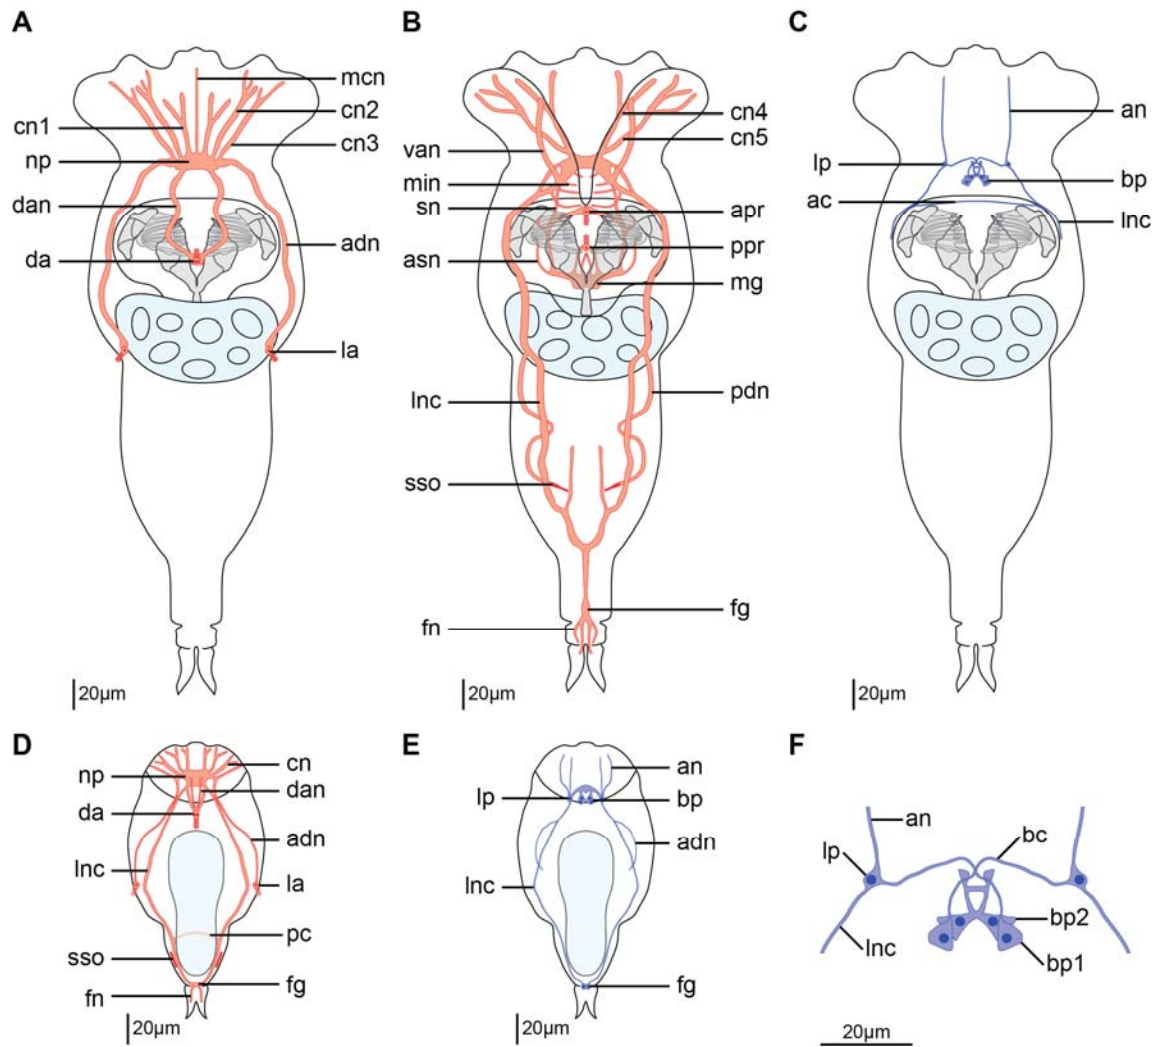 A
mcn
cn2
cn1
cn3
np
dan
adn
da
la
20µm
B
cn4
cn5
van
min
sn
apr
ppr
asn
mg
lnc
pdn
sso
fg
fn
20µm
C
an
lp
bp
ac
lnc
20µm
D
cn
np
dan
da
adn
lnc
la
pc
sso
fg
fn
20µm
E
an
lp
bp
adn
lnc
fg
20µm
F
an
bc
lp
bp2
lnc
bp1
20µm